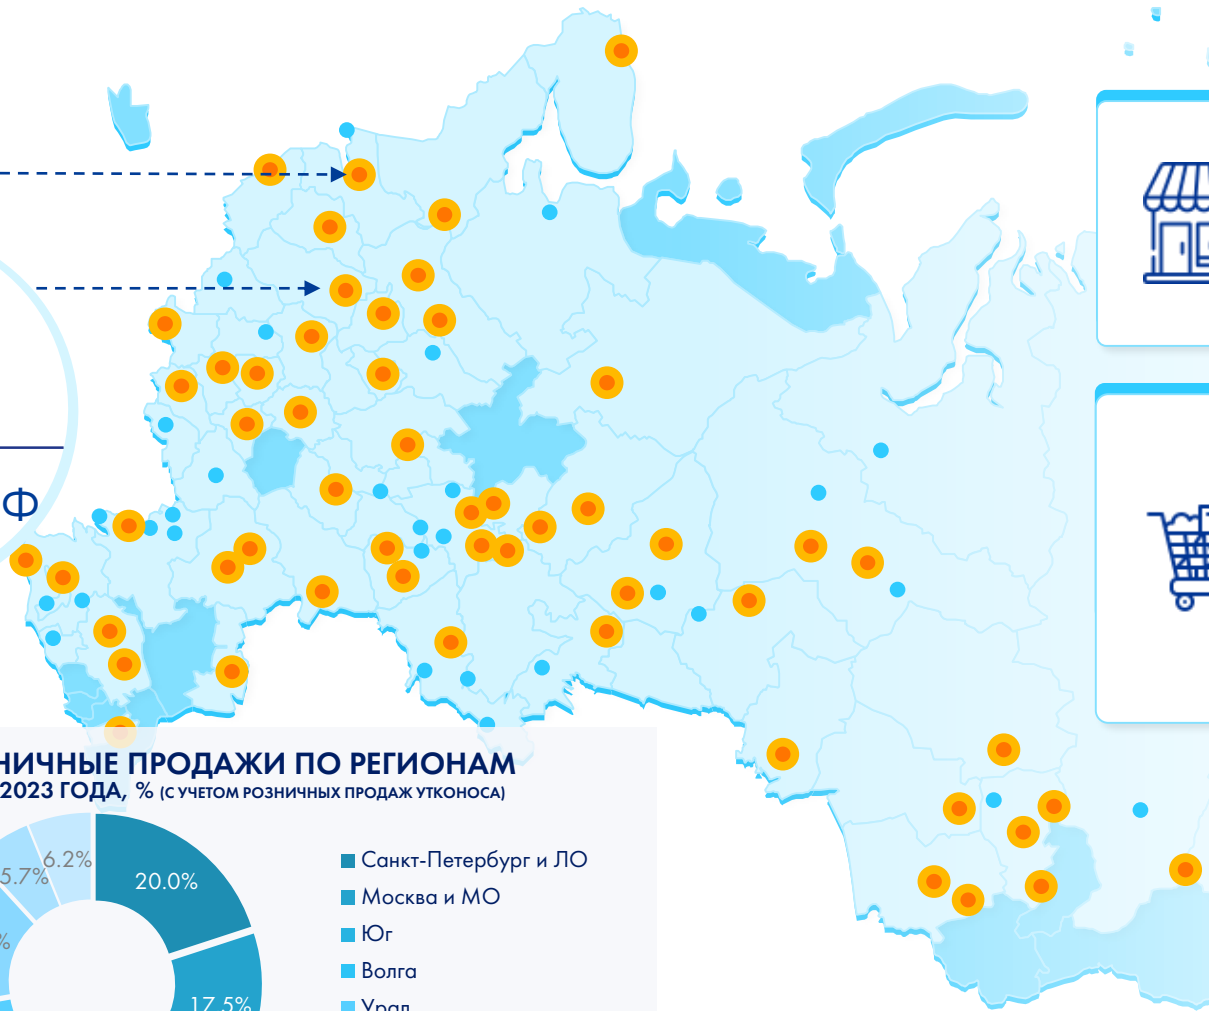 Ф
НИЧНЫЕ ПРОДАЖИ ПО РЕГИОНАМ
2023 ГОДА, % (С УЧЕТОМ РОЗНИЧНЫХ ПРОДАЖ УТКОНОСА)
6.2%
5.7%
20.0%
%
17.5%
Санкт-Петербург и ЛО
Москва и МО
Юг
Волга
Урал